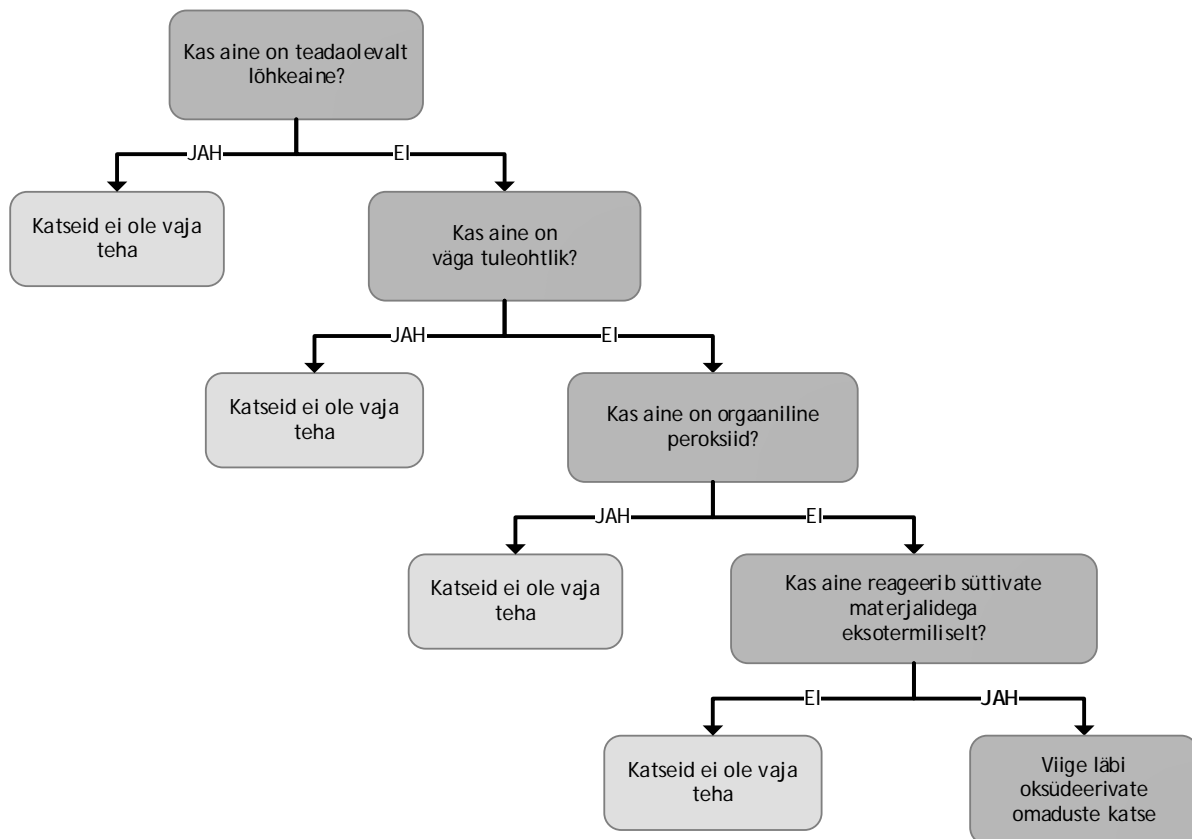 Kas aine on teadaolevalt
lõhkeaine?
JAH
EI
Katseid ei ole vaja
teha
Kas aine on
väga tuleohtlik?
JAH
EI
Katseid ei ole vaja
teha
Kas aine on orgaaniline
peroksiid?
JAH
EI
Katseid ei ole vaja
teha
Kas aine reageerib süttivate
materjalidega
eksotermiliselt?
EI
JAH
Katseid ei ole vaja
teha
Viige läbi
oksüdeerivate
omaduste katse